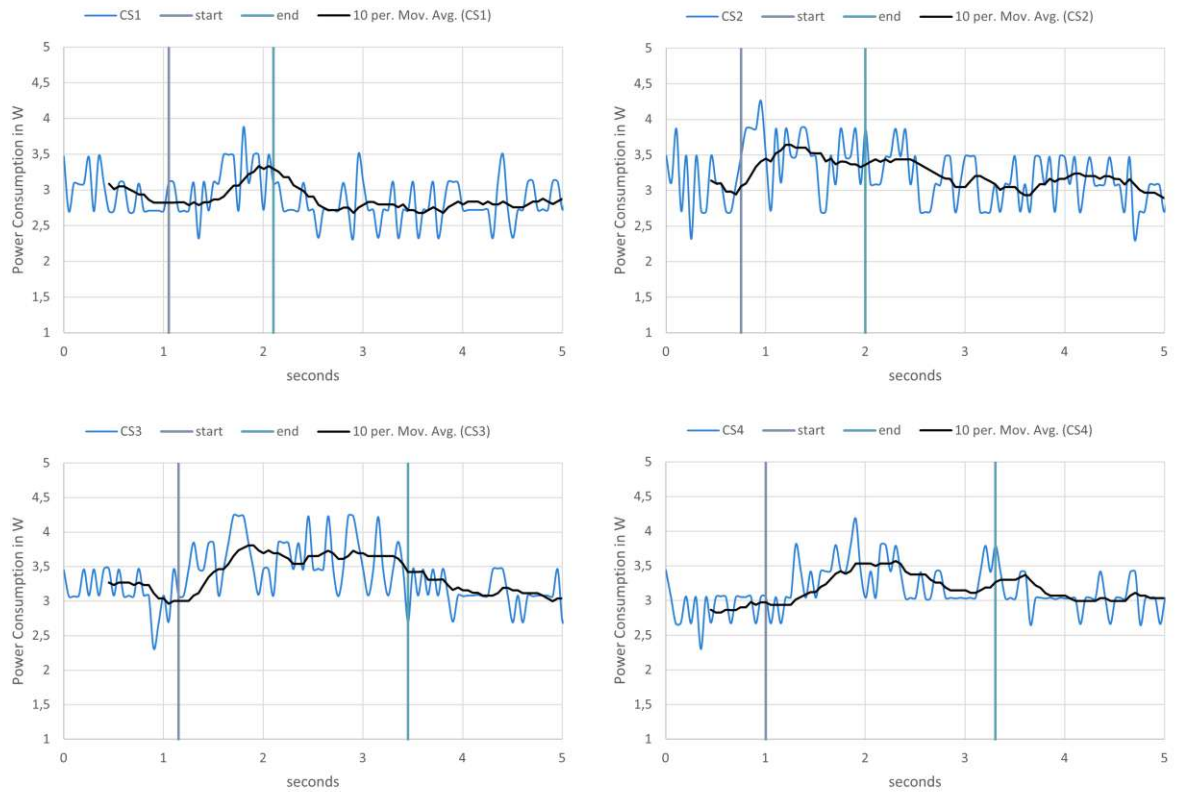 CS1 start end 10 per. Mov. Avg. (CS1)
5
4,5
4
3,5
3
2,5
2
1,5
1
Power Consumption in W
0 1 2 3 4 5
seconds
CS2 start end 10 per. Mov. Avg. (CS2)
5
4,5
4
3,5
3
2,5
2
1,5
1
Power Consumption in W
0 1 2 3 4 5
seconds
CS3 start end 10 per. Mov. Avg. (CS3)
5
4,5
4
3,5
3
2,5
2
1,5
1
Power Consumption in W
0 1 2 3 4 5
seconds
CS4 start end 10 per. Mov. Avg. (CS4)
5
4,5
4
3,5
3
2,5
2
1,5
1
Power Consumption in W
0 1 2 3 4 5
seconds